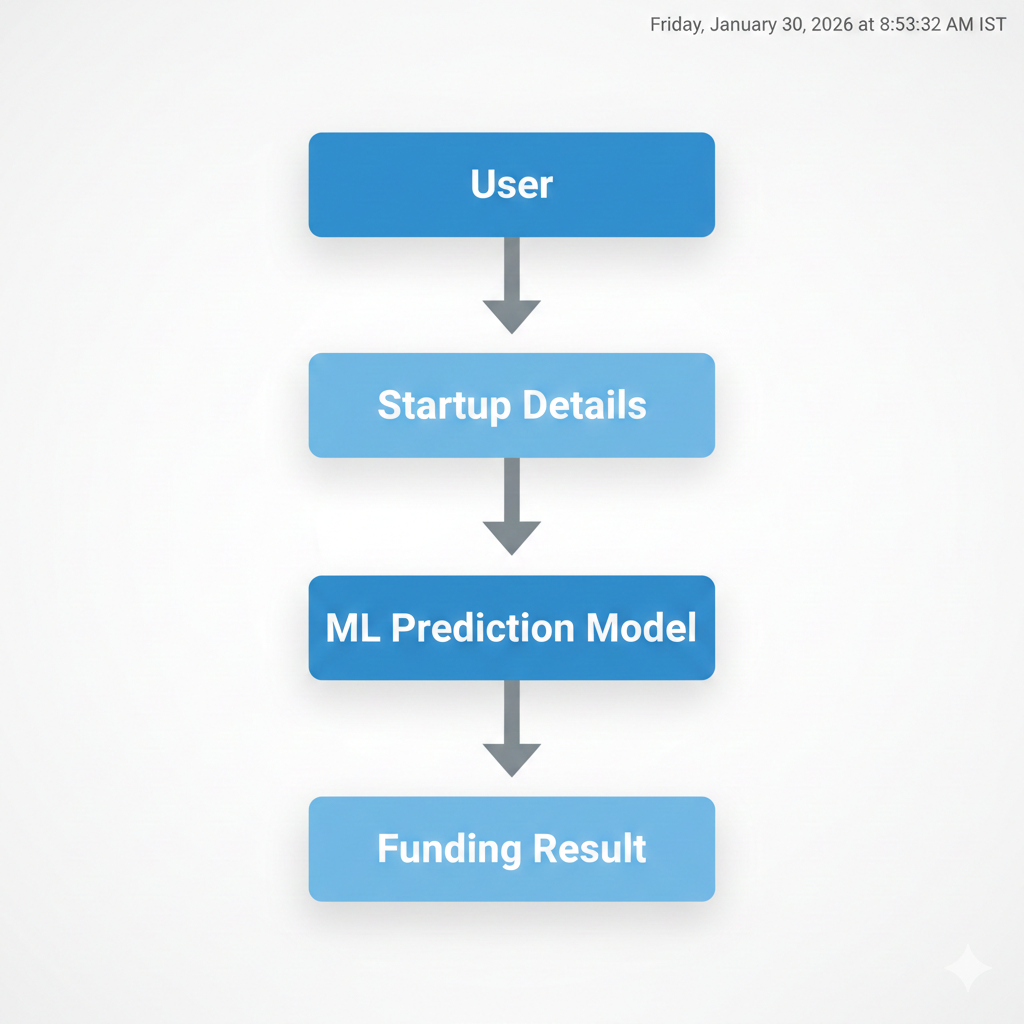 Friday, January 30, 2026 at 8:53:32 AM IST
User
Startup Details
ML Prediction Model
Funding Result